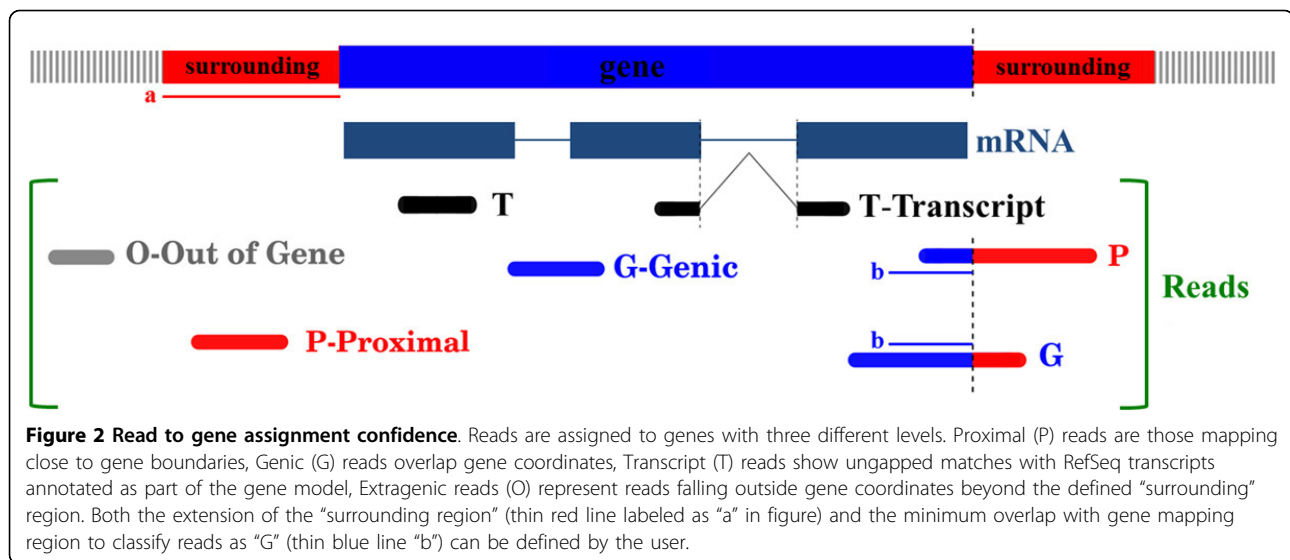 surrounding gene surrounding
a
mRNA
T T-Transcript
O-Out of Gene G-Genic b P
Reads
P-Proximal b G
Figure 2 Read to gene assignment confidence. Reads are assigned to genes with three different levels. Proximal (P) reads are those mapping
close to gene boundaries, Genic (G) reads overlap gene coordinates, Transcript (T) reads show ungapped matches with RefSeq transcripts
annotated as part of the gene model, Extragenic reads (O) represent reads falling outside gene coordinates beyond the defined “surrounding”
region. Both the extension of the “surrounding region” (thin red line labeled as “a” in figure) and the minimum overlap with gene mapping
region to classify reads as “G” (thin blue line “b”) can be defined by the user.